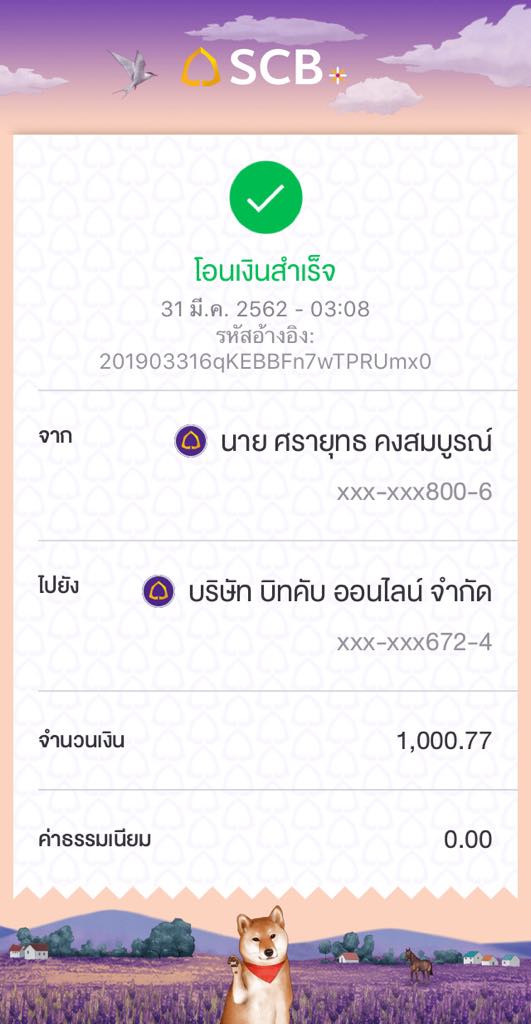 SCB
โอนเงินสำเร็จ
31 มี.ค. 2562 - 03:08
รหัสอ้างอิง:
201903316qKEBBFn7wTPRUmx0
จาก นาย ศรายุทธ คงสมบูรณ์
xxx-xxx800-6
ไปยัง บริษัท บิทคับ ออนไลน์ จำกัด
xxx-xxx672-4
จำนวนเงิน 1,000.77
ค่าธรรมเนียม 0.00